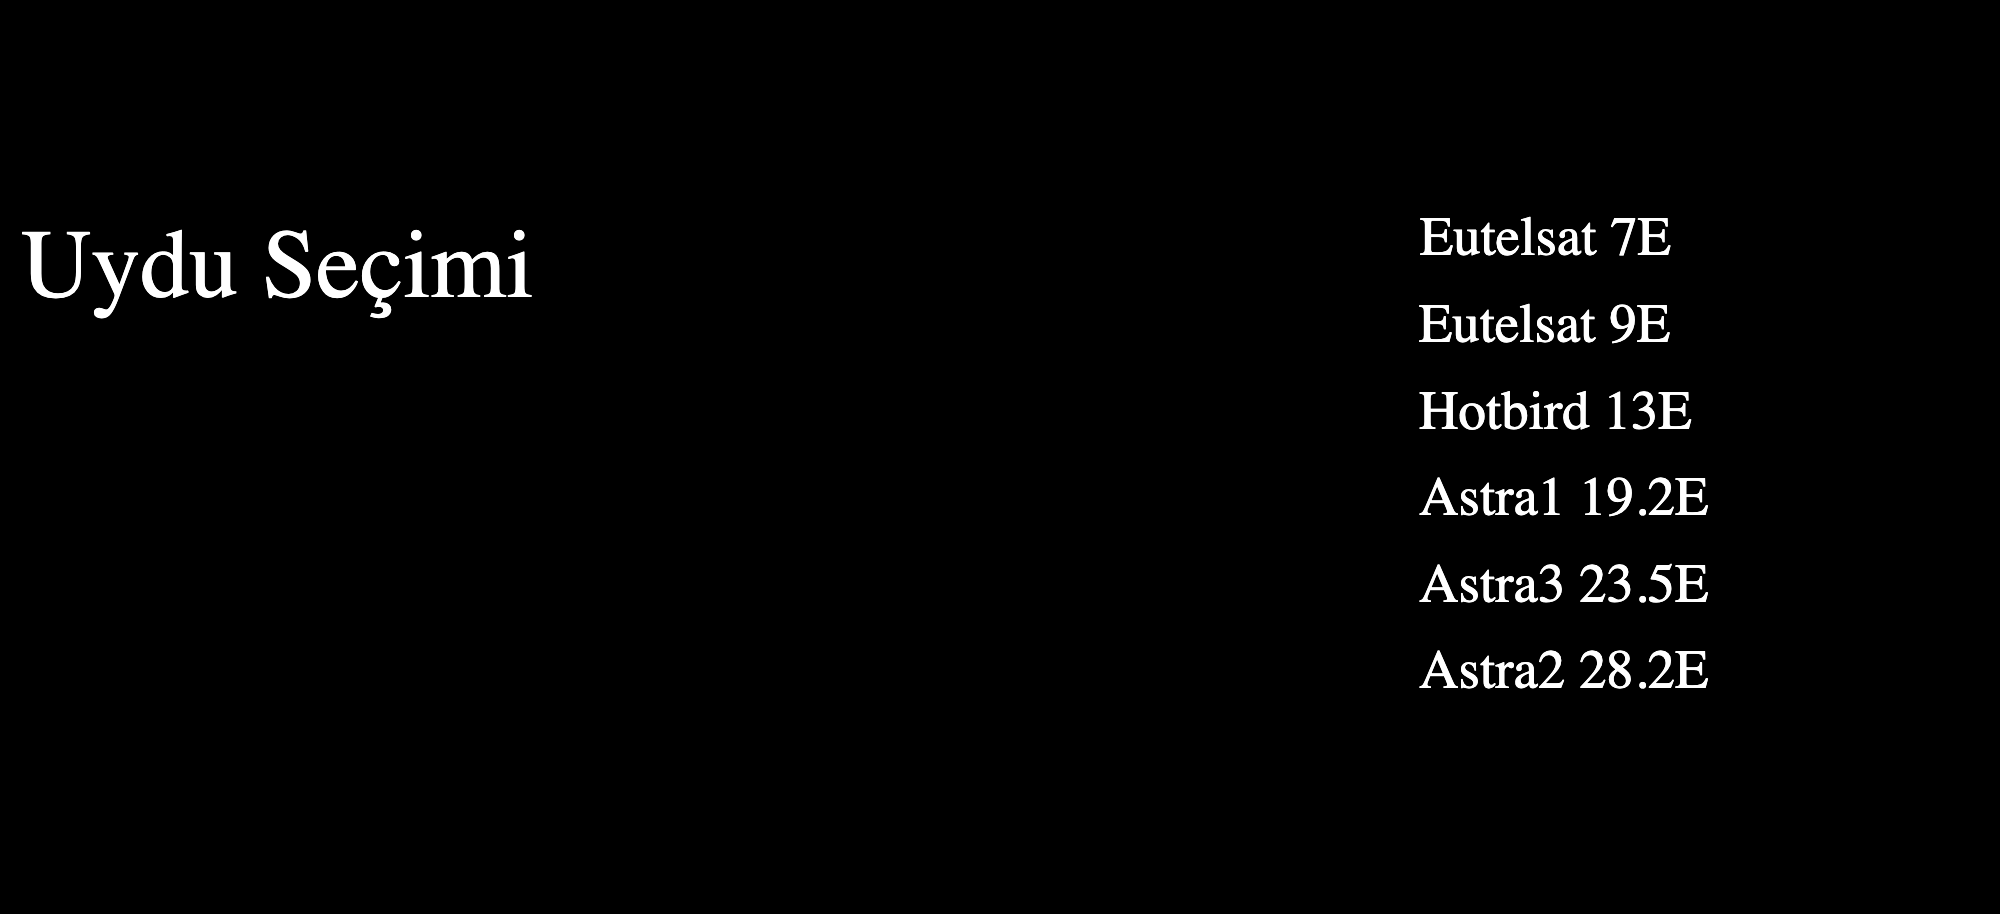 Uydu Seçimi
Eutelsat 7E
Eutelsat 9E
Hotbird 13E
Astra1 19.2E
Astra3 23.5E
Astra2 28.2E